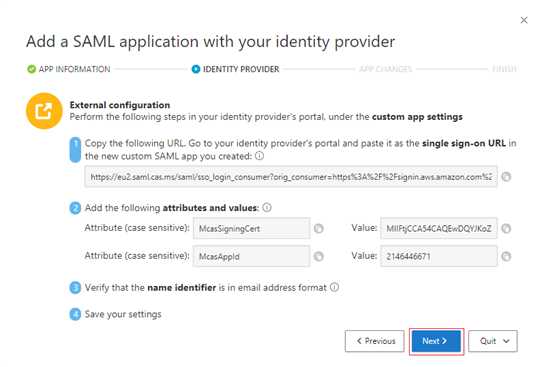 Add a SAML application with your identity provider
APP INFORMATION IDENTITY PROVIDER APP CHANGES FINISH
External configuration
Perform the following steps in your identity provider's portal, under the custom app settings
1 Copy the following URL. Go to your identity provider's portal and paste it as the single sign-on URL in
the new custom SAML app you created:
https://eu2.saml.cas.ms/saml/sso_login_consumer?orig_consumer=https%3A%2F%2Fsignin.aws.amazon.com%2
2 Add the following attributes and values:
Attribute (case sensitive): McasSigningCert Value: MIIFtjCCA54CAQEwDQYJKoZ
Attribute (case sensitive): McasAppId Value: 2146446671
3 Verify that the name identifier is in email address format
4 Save your settings
Previous Next Quit